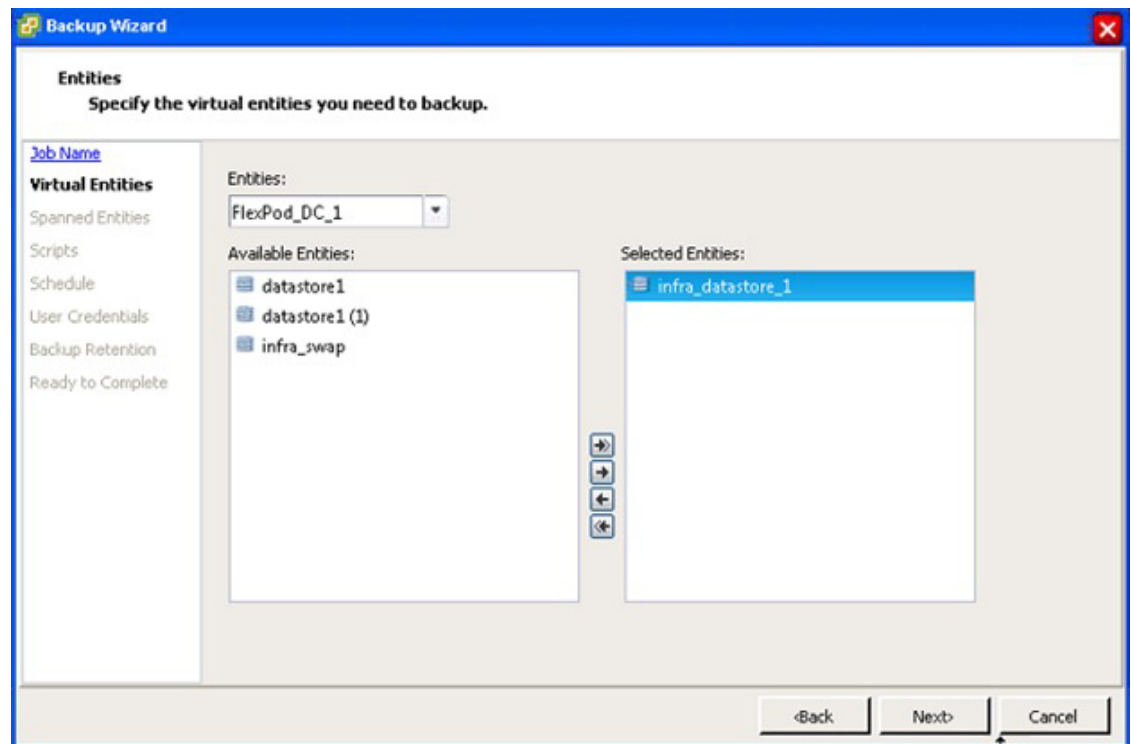 Backup Wizard
Entities
Specify the virtual entities you need to backup.
Job Name
Virtual Entities
Spanned Entities
Scripts
Schedule
User Credentials
Backup Retention
Ready to Complete
Entities:
FlexPod_DC_1
Available Entities:
datastore1
datastore1 (1)
infra_swap
Selected Entities:
infra_datastore_1
<Back
Next>
Cancel